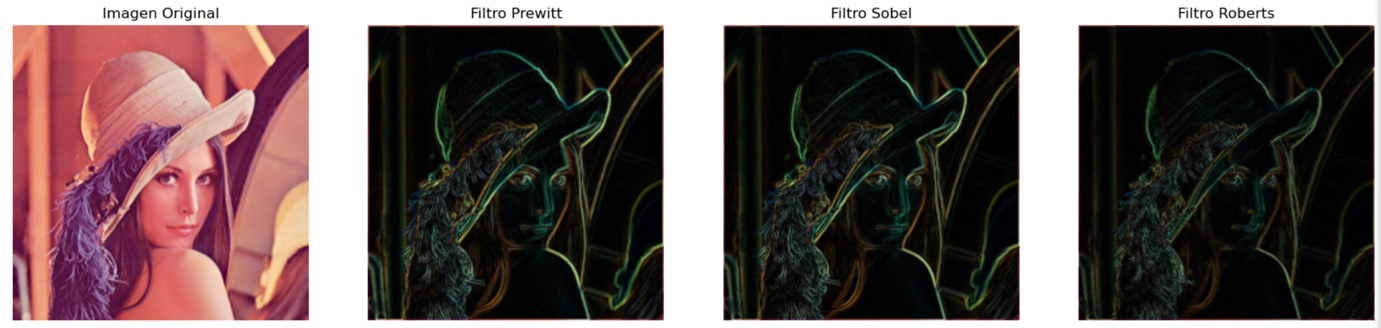 Imagen Original
Filtro Prewitt
Filtro Sobel
Filtro Roberts